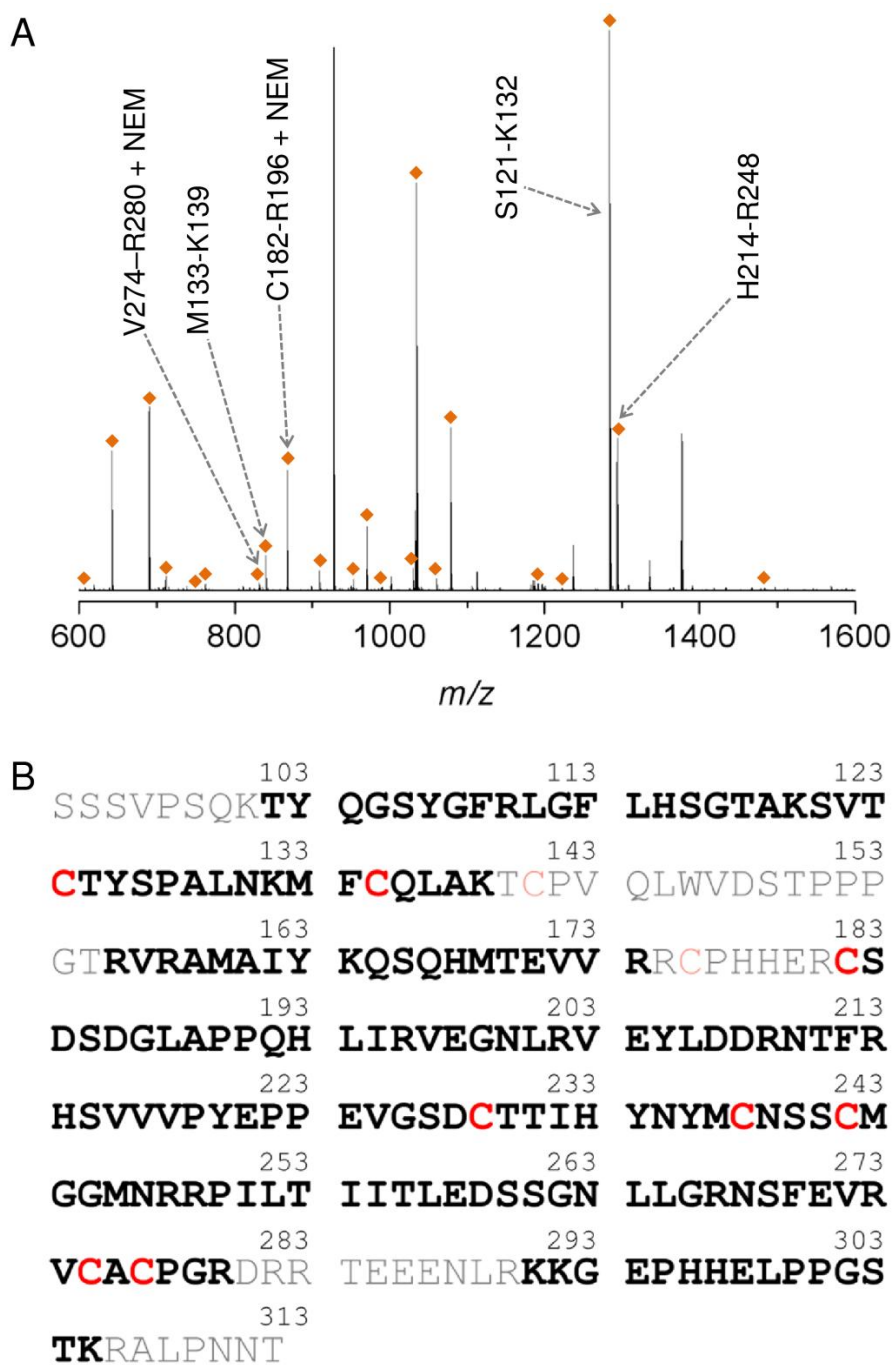 A
V274–R280 + NEM
M133-K139
C182-R196 + NEM
S121-K132
H214-R248
600 800 1000 1200 1400 1600
m/z
B
103 113 123
SSSVPSQKTY QGSYGFRLGF LHSGTAKSVT
133 143 153
CTYSPALNKM FCQLAKTCPV QLWVDSTPPP
163 173 183
GTRVRAMAIY KQSQHMTEVV RRCPHHERCS
193 203 213
DSDGLAPPQH LIRVEGNLRV EYLDDRNTFR
223 233 243
HSVVVPYEPP EVGSDCTTIH YNYMCNSSCM
253 263 273
GGMNRRPILT IITLEDSSGN LLGRNSFEVR
283 293 303
VCACPGRDRR TEEENLRKKG EPHHELPPGS
313
TKRALPNNT